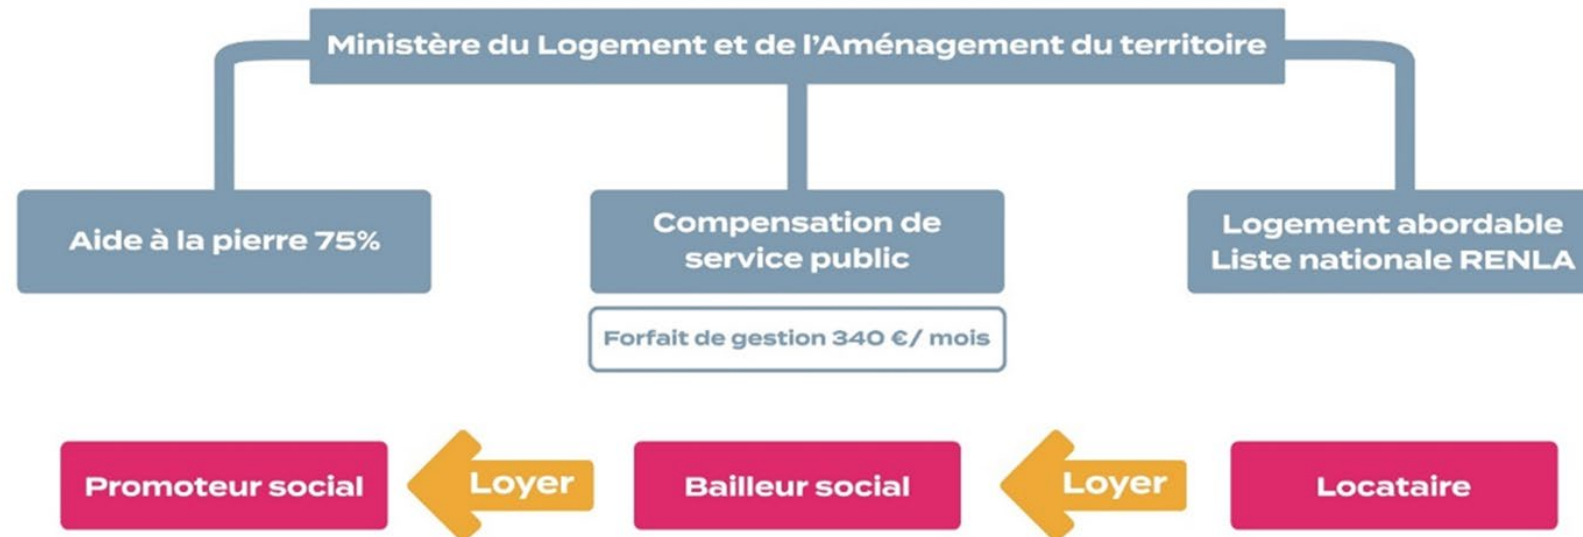 Ministère du Logement et de l'Aménagement du territoire
Aide à la pierre 75%
Compensation de
service public
Logement abordable
Liste nationale RENLA
Forfait de gestion 340 €/ mois
Promoteur social
Loyer
Bailleur social
Loyer
Locataire